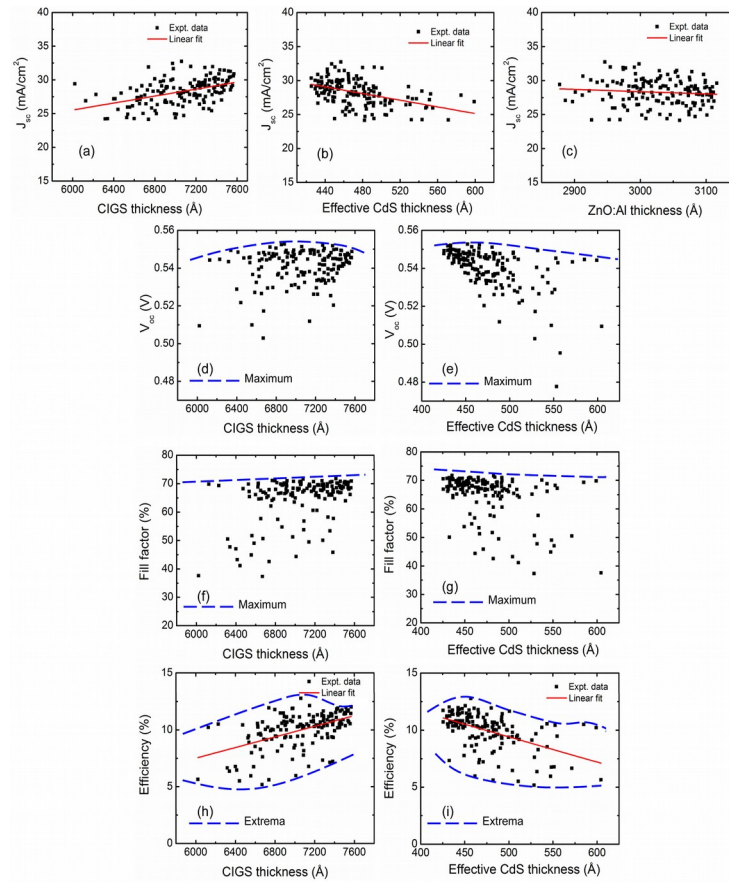 40
35
30
25
20
15
J_sc (mA/cm²)
Expt. data
Linear fit
(a)
6000 6400 6800 7200 7600
CIGS thickness (Å)
40
35
30
25
20
15
J_sc (mA/cm²)
Expt. data
Linear fit
(b)
440 480 520 560 600
Effective CdS thickness (Å)
40
35
30
25
20
15
J_sc (mA/cm²)
Expt. data
Linear fit
(c)
2900 3000 3100
ZnO:Al thickness (Å)
0.56
0.54
0.52
0.50
0.48
V_oc (V)
(d)
Maximum
6000 6400 6800 7200 7600
CIGS thickness (Å)
0.56
0.54
0.52
0.50
0.48
V_oc (V)
(e)
Maximum
400 450 500 550 600
Effective CdS thickness (Å)
80
70
60
50
40
30
20
Fill factor (%)
(f)
Maximum
6000 6400 6800 7200 7600
CIGS thickness (Å)
80
70
60
50
40
30
20
Fill factor (%)
(g)
Maximum
400 450 500 550 600
Effective CdS thickness (Å)
15
10
5
0
Efficiency (%)
Expt. data
Linear fit
(h)
Extrema
6000 6400 6800 7200 7600
CIGS thickness (Å)
15
10
5
0
Efficiency (%)
Expt. data
Linear fit
(i)
Extrema
400 450 500 550 600
Effective CdS thickness (Å)